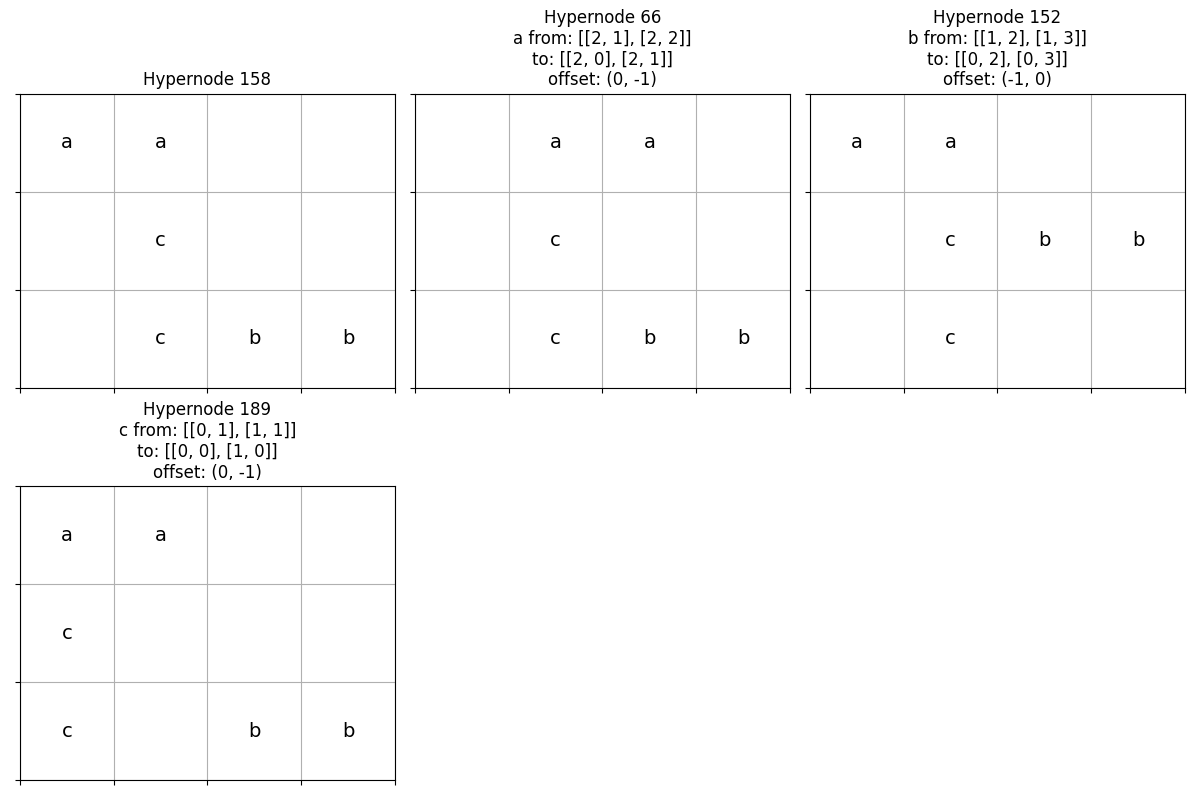 Hypernode 158
a a
c
c b b
Hypernode 66
a from: [[2, 1], [2, 2]]
to: [[2, 0], [2, 1]]
offset: (0, -1)
a a
c
c b b
Hypernode 152
b from: [[1, 2], [1, 3]]
to: [[0, 2], [0, 3]]
offset: (-1, 0)
a a
c b b
c
Hypernode 189
c from: [[0, 1], [1, 1]]
to: [[0, 0], [1, 0]]
offset: (0, -1)
a a
c
c b b